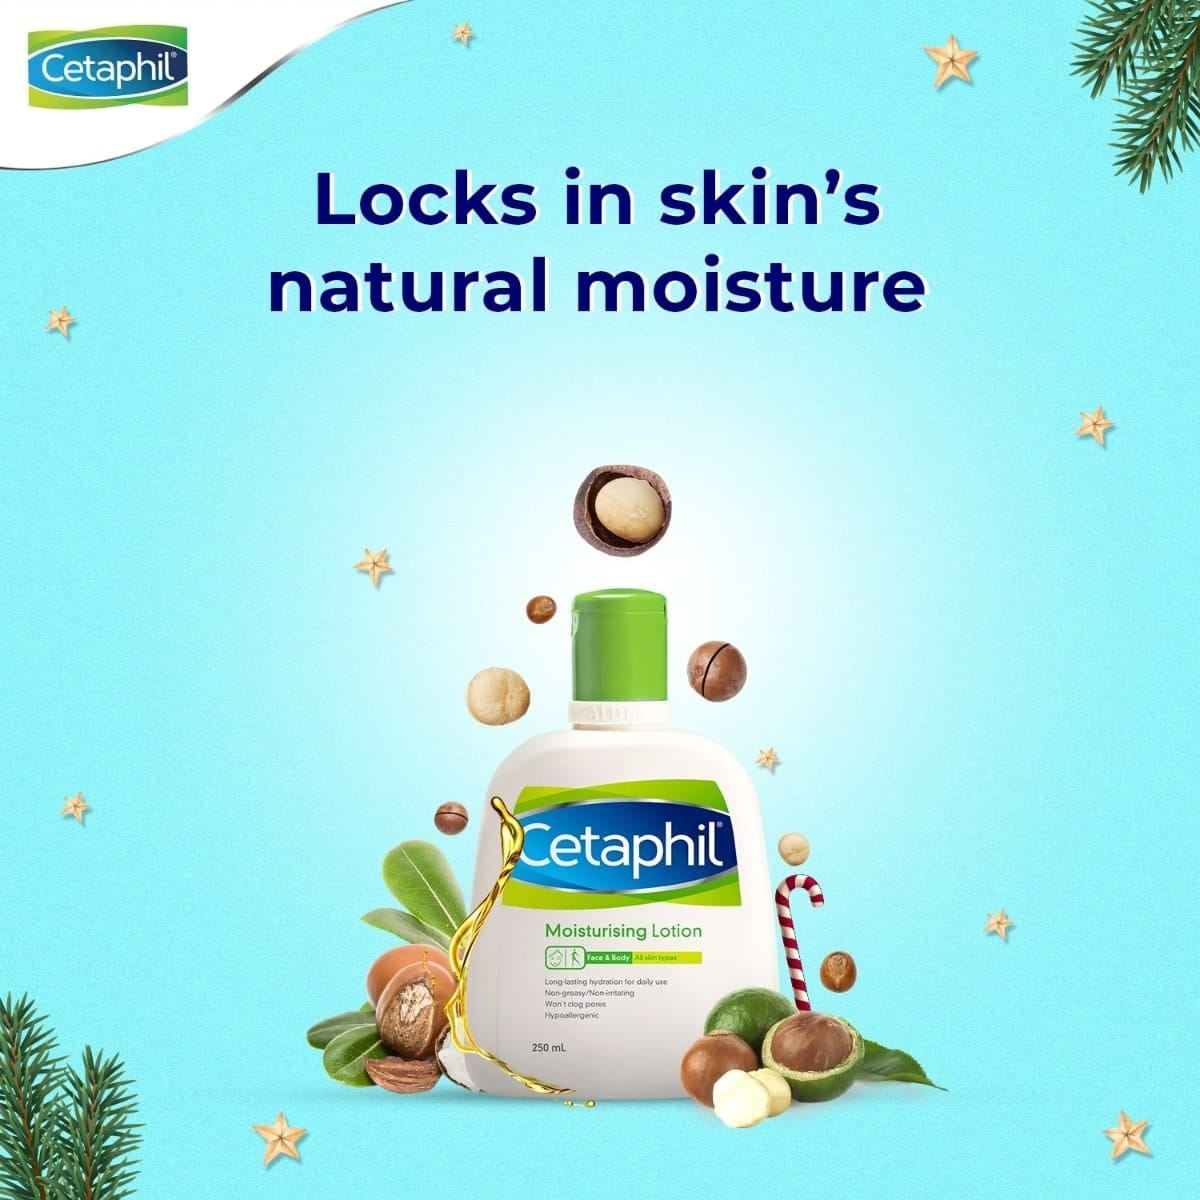 Cetaphil®
Locks in skin's
natural moisture
Cetaphil®
Moisturising Lotion
Face & Body All skin types
Long-lasting hydration for daily use
Non-greasy/Non-irritating
Won't clog pores
Hypoallergenic
250 mL